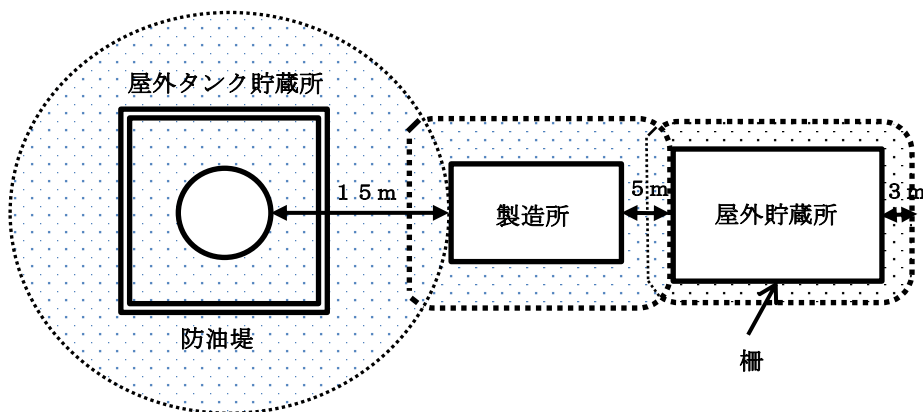 屋外タンク貯蔵所
１５ｍ
製造所
5ｍ
屋外貯蔵所
3ｍ
防油堤
柵